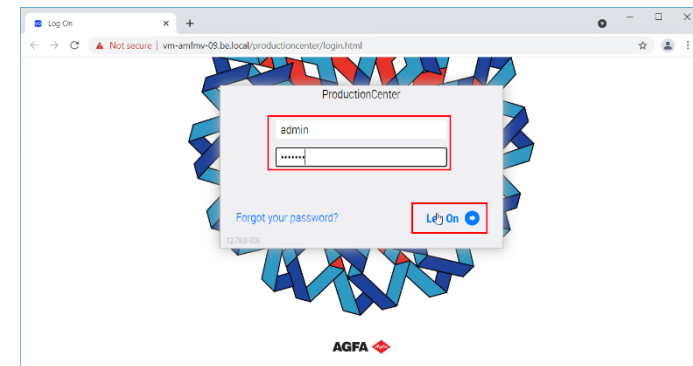 Log On
Not secure | vm-amfmv-09.be.local/productioncenter/login.html
ProductionCenter
admin
•••••••
Forgot your password?
Log On
AGFA